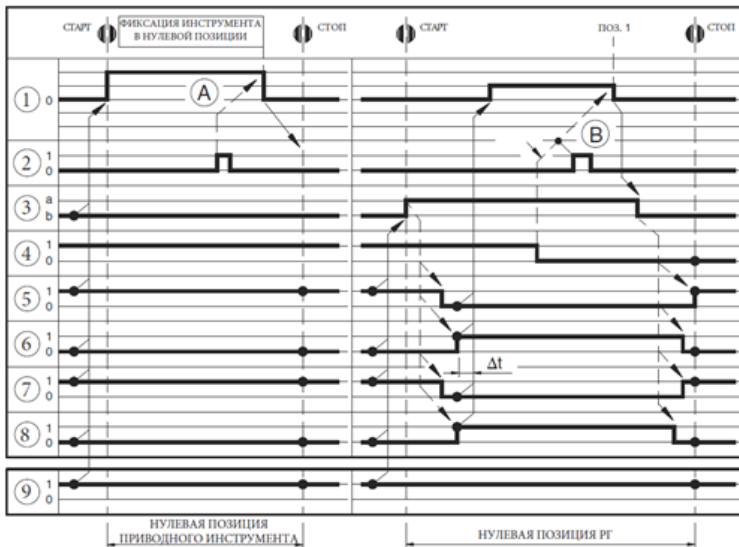 СТАРТ
ФИКСАЦИЯ ИНСТРУМЕНТА
В НУЛЕВОЙ ПОЗИЦИИ
СТОП
СТАРТ
ПОЗ. 1
СТОП
1 0
A
B
2 1
0
3 a
b
4 1
0
5 1
0
6 1
0
Δt
7 1
0
8 1
0
9 1
0
НУЛЕВАЯ ПОЗИЦИЯ
ПРИВОДНОГО ИНСТРУМЕНТА
НУЛЕВАЯ ПОЗИЦИЯ РГ